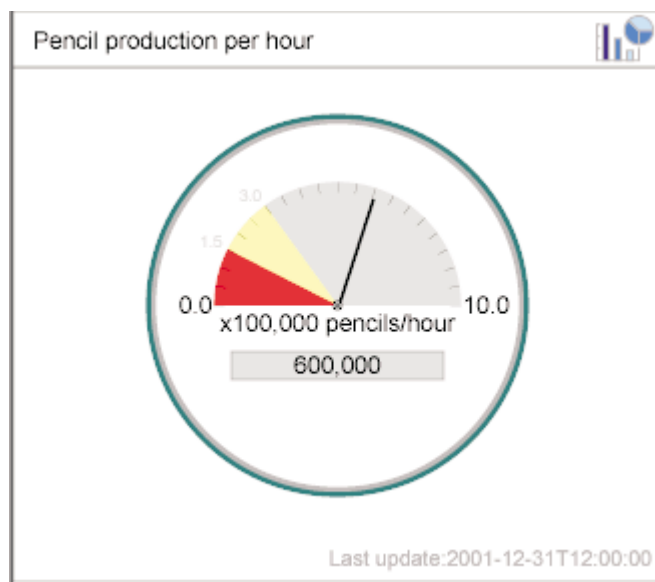 Pencil production per hour
3.0
1.5
0.0
10.0
x100,000 pencils/hour
600,000
Last update:2001-12-31T12:00:00